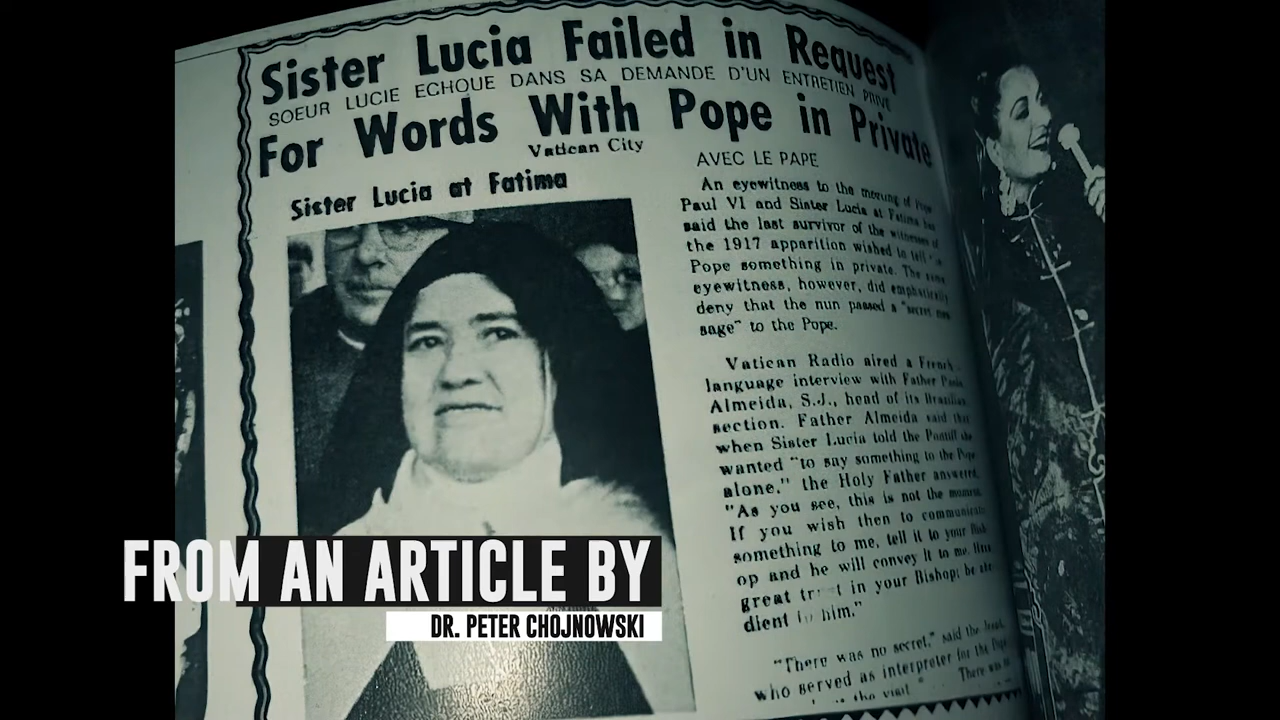 Sister Lucia Failed in Request
SOEUR LUCIE ECHOUE DANS SA DEMANDE D'UN ENTRETIEN PRIVE
For Words With Pope in Private
Vatican City
AVEC LE PAPE
Sister Lucia at Fatima
An eyewitness to the meeting of Pope
Paul VI and Sister Lucia at Fatima has
said the last survivor of the witnesses of
the 1917 apparition wished to tell
Pope something in private. The same
eyewitness, however, did emphatically
deny that the nun passed a "secret mes
sage" to the Pope.
Vatican Radio aired a French
language interview with Father
Almeida, S.J., head of its Brazilian
section. Father Almeida said that
when Sister Lucia told the Pontiff she
wanted "to say something to the Pope
alone," the Holy Father answered,
"As you see, this is not the moment.
If you wish then to communicate
something to me, tell it to your Bish
op and he will convey it to me.
great in your Bishop; be
dient him."
"There was no secret," said the Jesuit,
who served as interpreter for the Pope
the visit There was
FROM AN ARTICLE BY
DR. PETER CHOJNOWSKI